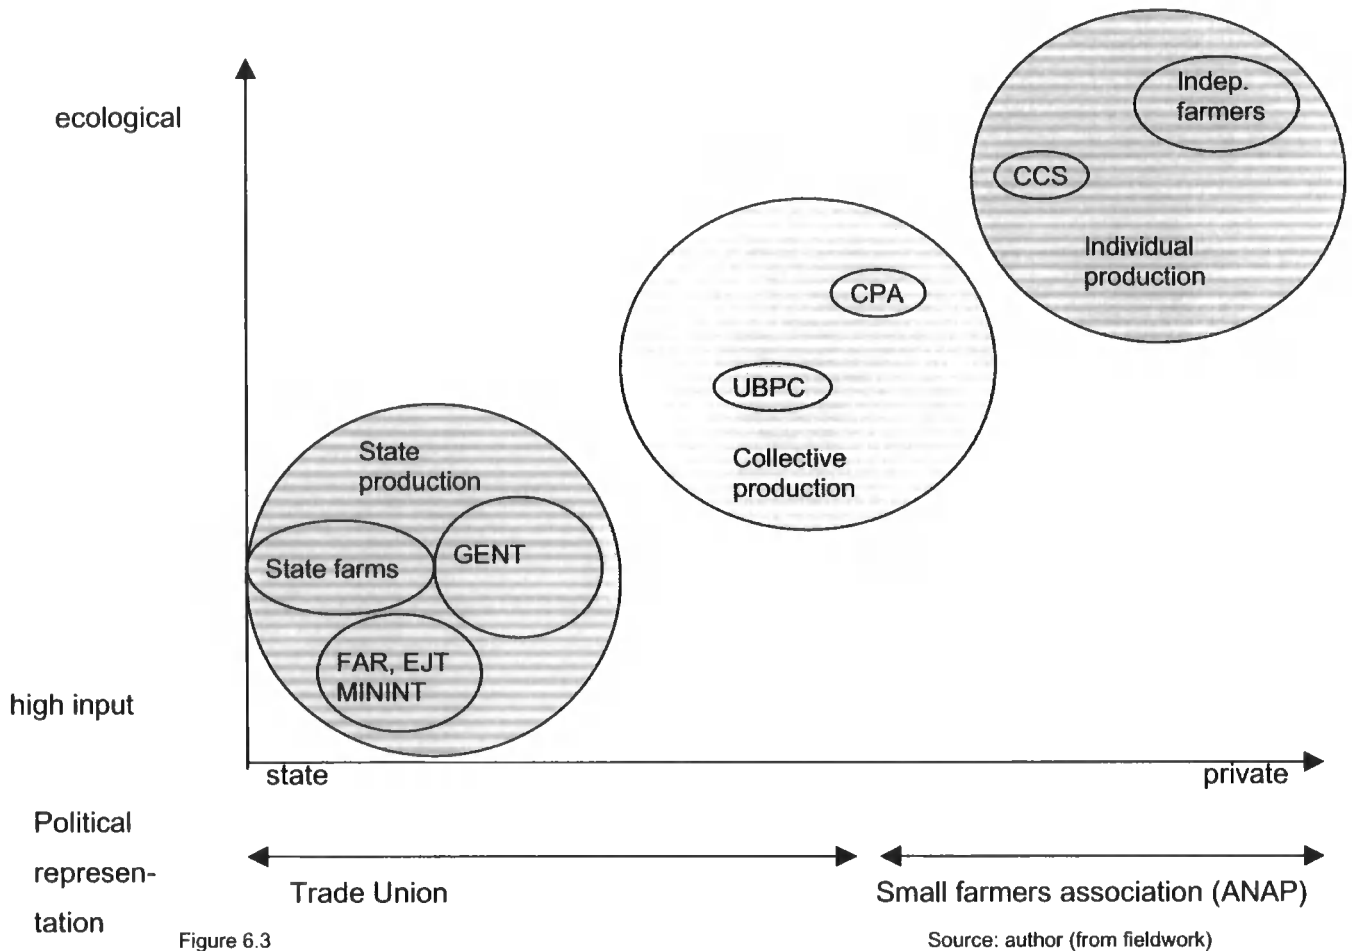 ecological
Indep.
farmers
CCS
Individual
production
CPA
UBPC
Collective
production
State
production
State farms
GENT
FAR, EJT
MININT
high input
state
private
Political
represen-
tation
Trade Union
Small farmers association (ANAP)
Figure 6.3
Source: author (from fieldwork)